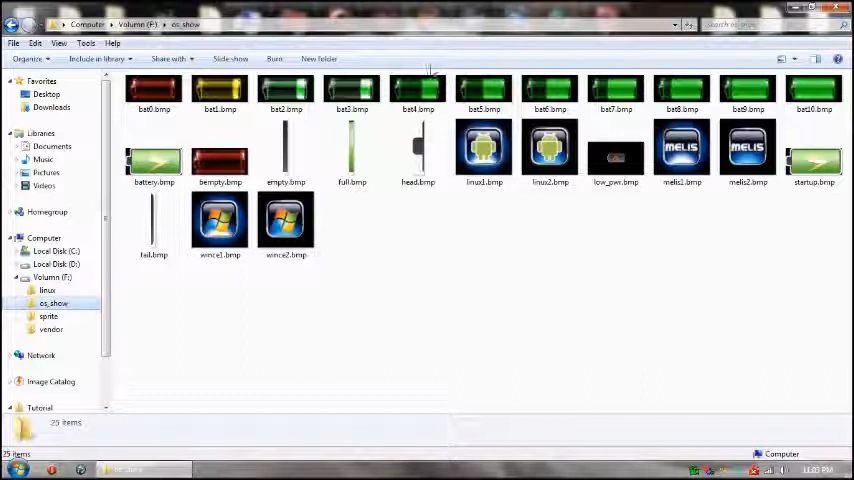 Computer ▸ Volumn (F:) ▸ os_show
Search os_show
File Edit View Tools Help
Organize Include in library Share with Slide show Burn New folder
Favorites
Desktop
Downloads
Libraries
Documents
Music
Pictures
Videos
Homegroup
Computer
Local Disk (C:)
Local Disk (D:)
Volumn (F:)
linux
os_show
sprite
vendor
Network
Image Catalog
Tutorial
bat0.bmp bat1.bmp bat2.bmp bat3.bmp bat4.bmp bat5.bmp bat6.bmp bat7.bmp bat8.bmp bat9.bmp bat10.bmp
MELIS MELIS
battery.bmp bempty.bmp empty.bmp full.bmp head.bmp linux1.bmp linux2.bmp low_pwr.bmp melis1.bmp melis2.bmp startup.bmp
tail.bmp wince1.bmp wince2.bmp
25 items
25 items Computer
os_show 11:03 PM